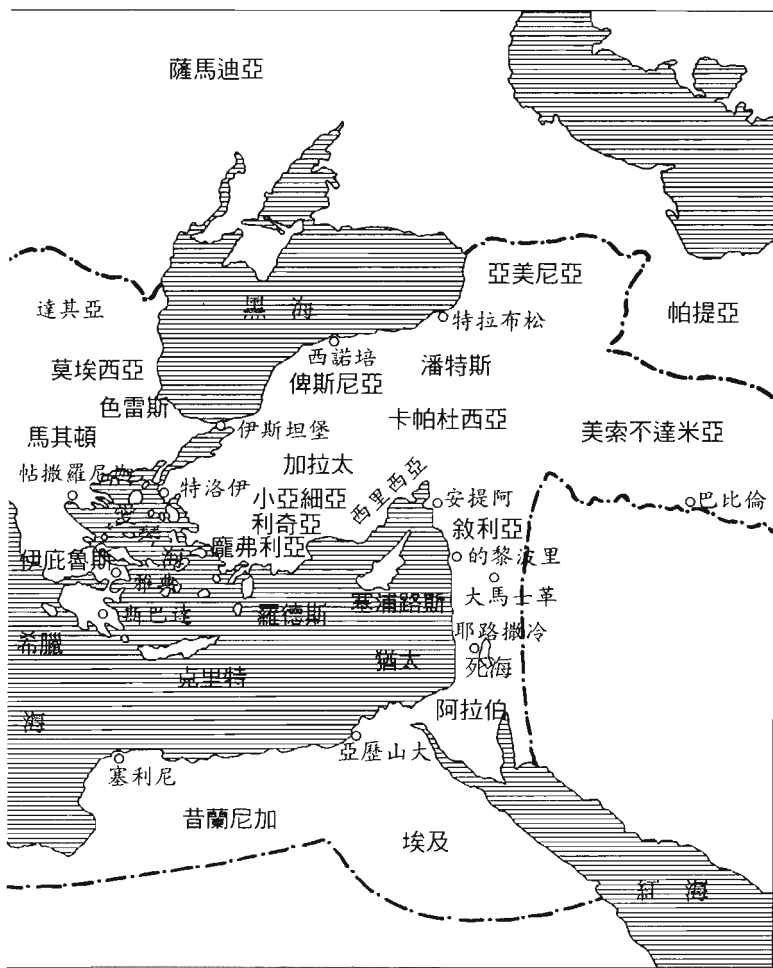 薩馬迪亞
亞美尼亞
達其亞
黑海
特拉布松
帕提亞
西諾培
潘特斯
莫埃西亞
俾斯尼亞
色雷斯
卡帕杜西亞
伊斯坦堡
馬其頓
美索不達米亞
加拉太
帖撒羅尼加
特洛伊
西里西亞
小亞細亞
安提阿
巴比倫
利奇亞
敘利亞
愛琴海
龐弗利亞
伊庇魯斯
的黎波里
雅典
大馬士革
斯巴達
羅德斯
塞浦路斯
耶路撒冷
希臘
猶太
死海
克里特
阿拉伯
海
亞歷山大
塞利尼
昔蘭尼加
埃及
紅海